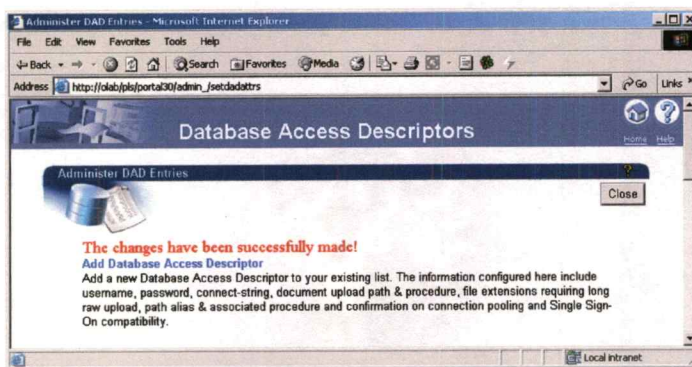 Administer DAD Entries - Microsoft Internet Explorer
File Edit View Favorites Tools Help
Back Search Favorites Media
Address http://olab/pls/portal30/admin_/setdadattrs Go Links »
Database Access Descriptors
Home Help
Administer DAD Entries ?
Close
The changes have been successfully made!
Add Database Access Descriptor
Add a new Database Access Descriptor to your existing list. The information configured here include
username, password, connect-string, document upload path & procedure, file extensions requiring long
raw upload, path alias & associated procedure and confirmation on connection pooling and Single Sign-
On compatibility.
Local intranet